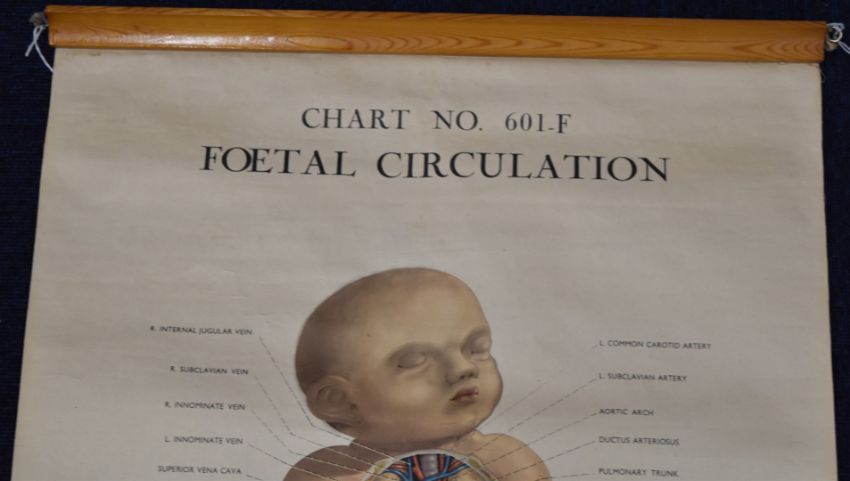 CHART NO. 601-F
FOETAL CIRCULATION
R. INTERNAL JUGULAR VEIN
R. SUBCLAVIAN VEIN
R. INNOMINATE VEIN
L. INNOMINATE VEIN
SUPERIOR VENA CAVA
L. COMMON CAROTID ARTERY
L. SUBCLAVIAN ARTERY
AORTIC ARCH
DUCTUS ARTERIOSUS
PULMONARY TRUNK